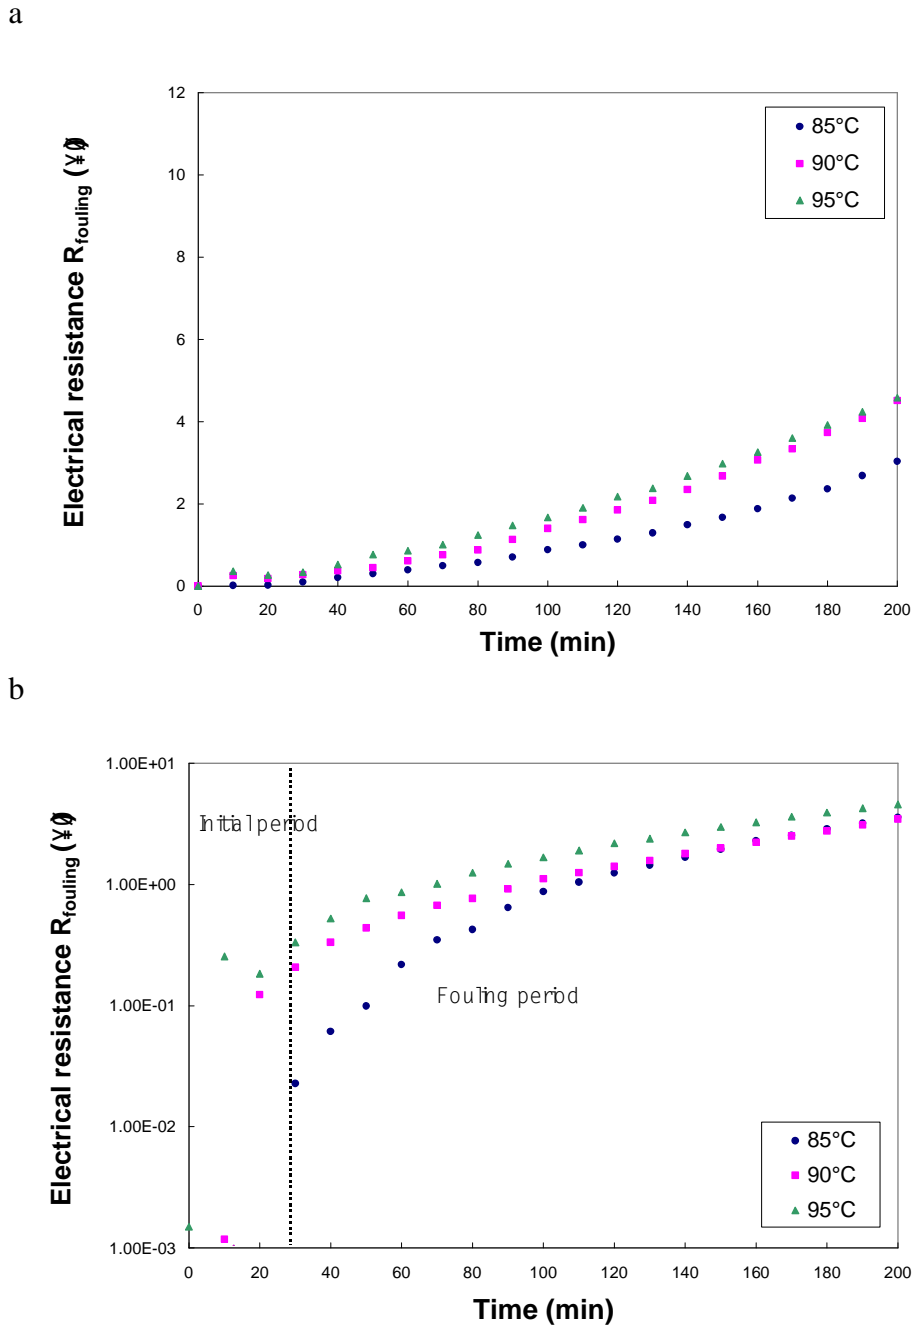 a
12
10
8
6
4
2
0
Electrical resistance R_fouling (¥Ø)
85°C
90°C
95°C
0 20 40 60 80 100 120 140 160 180 200
Time (min)
b
1.00E+01
1.00E+00
1.00E-01
1.00E-02
1.00E-03
Electrical resistance R_fouling (¥Ø)
Initial period
Fouling period
85°C
90°C
95°C
0 20 40 60 80 100 120 140 160 180 200
Time (min)